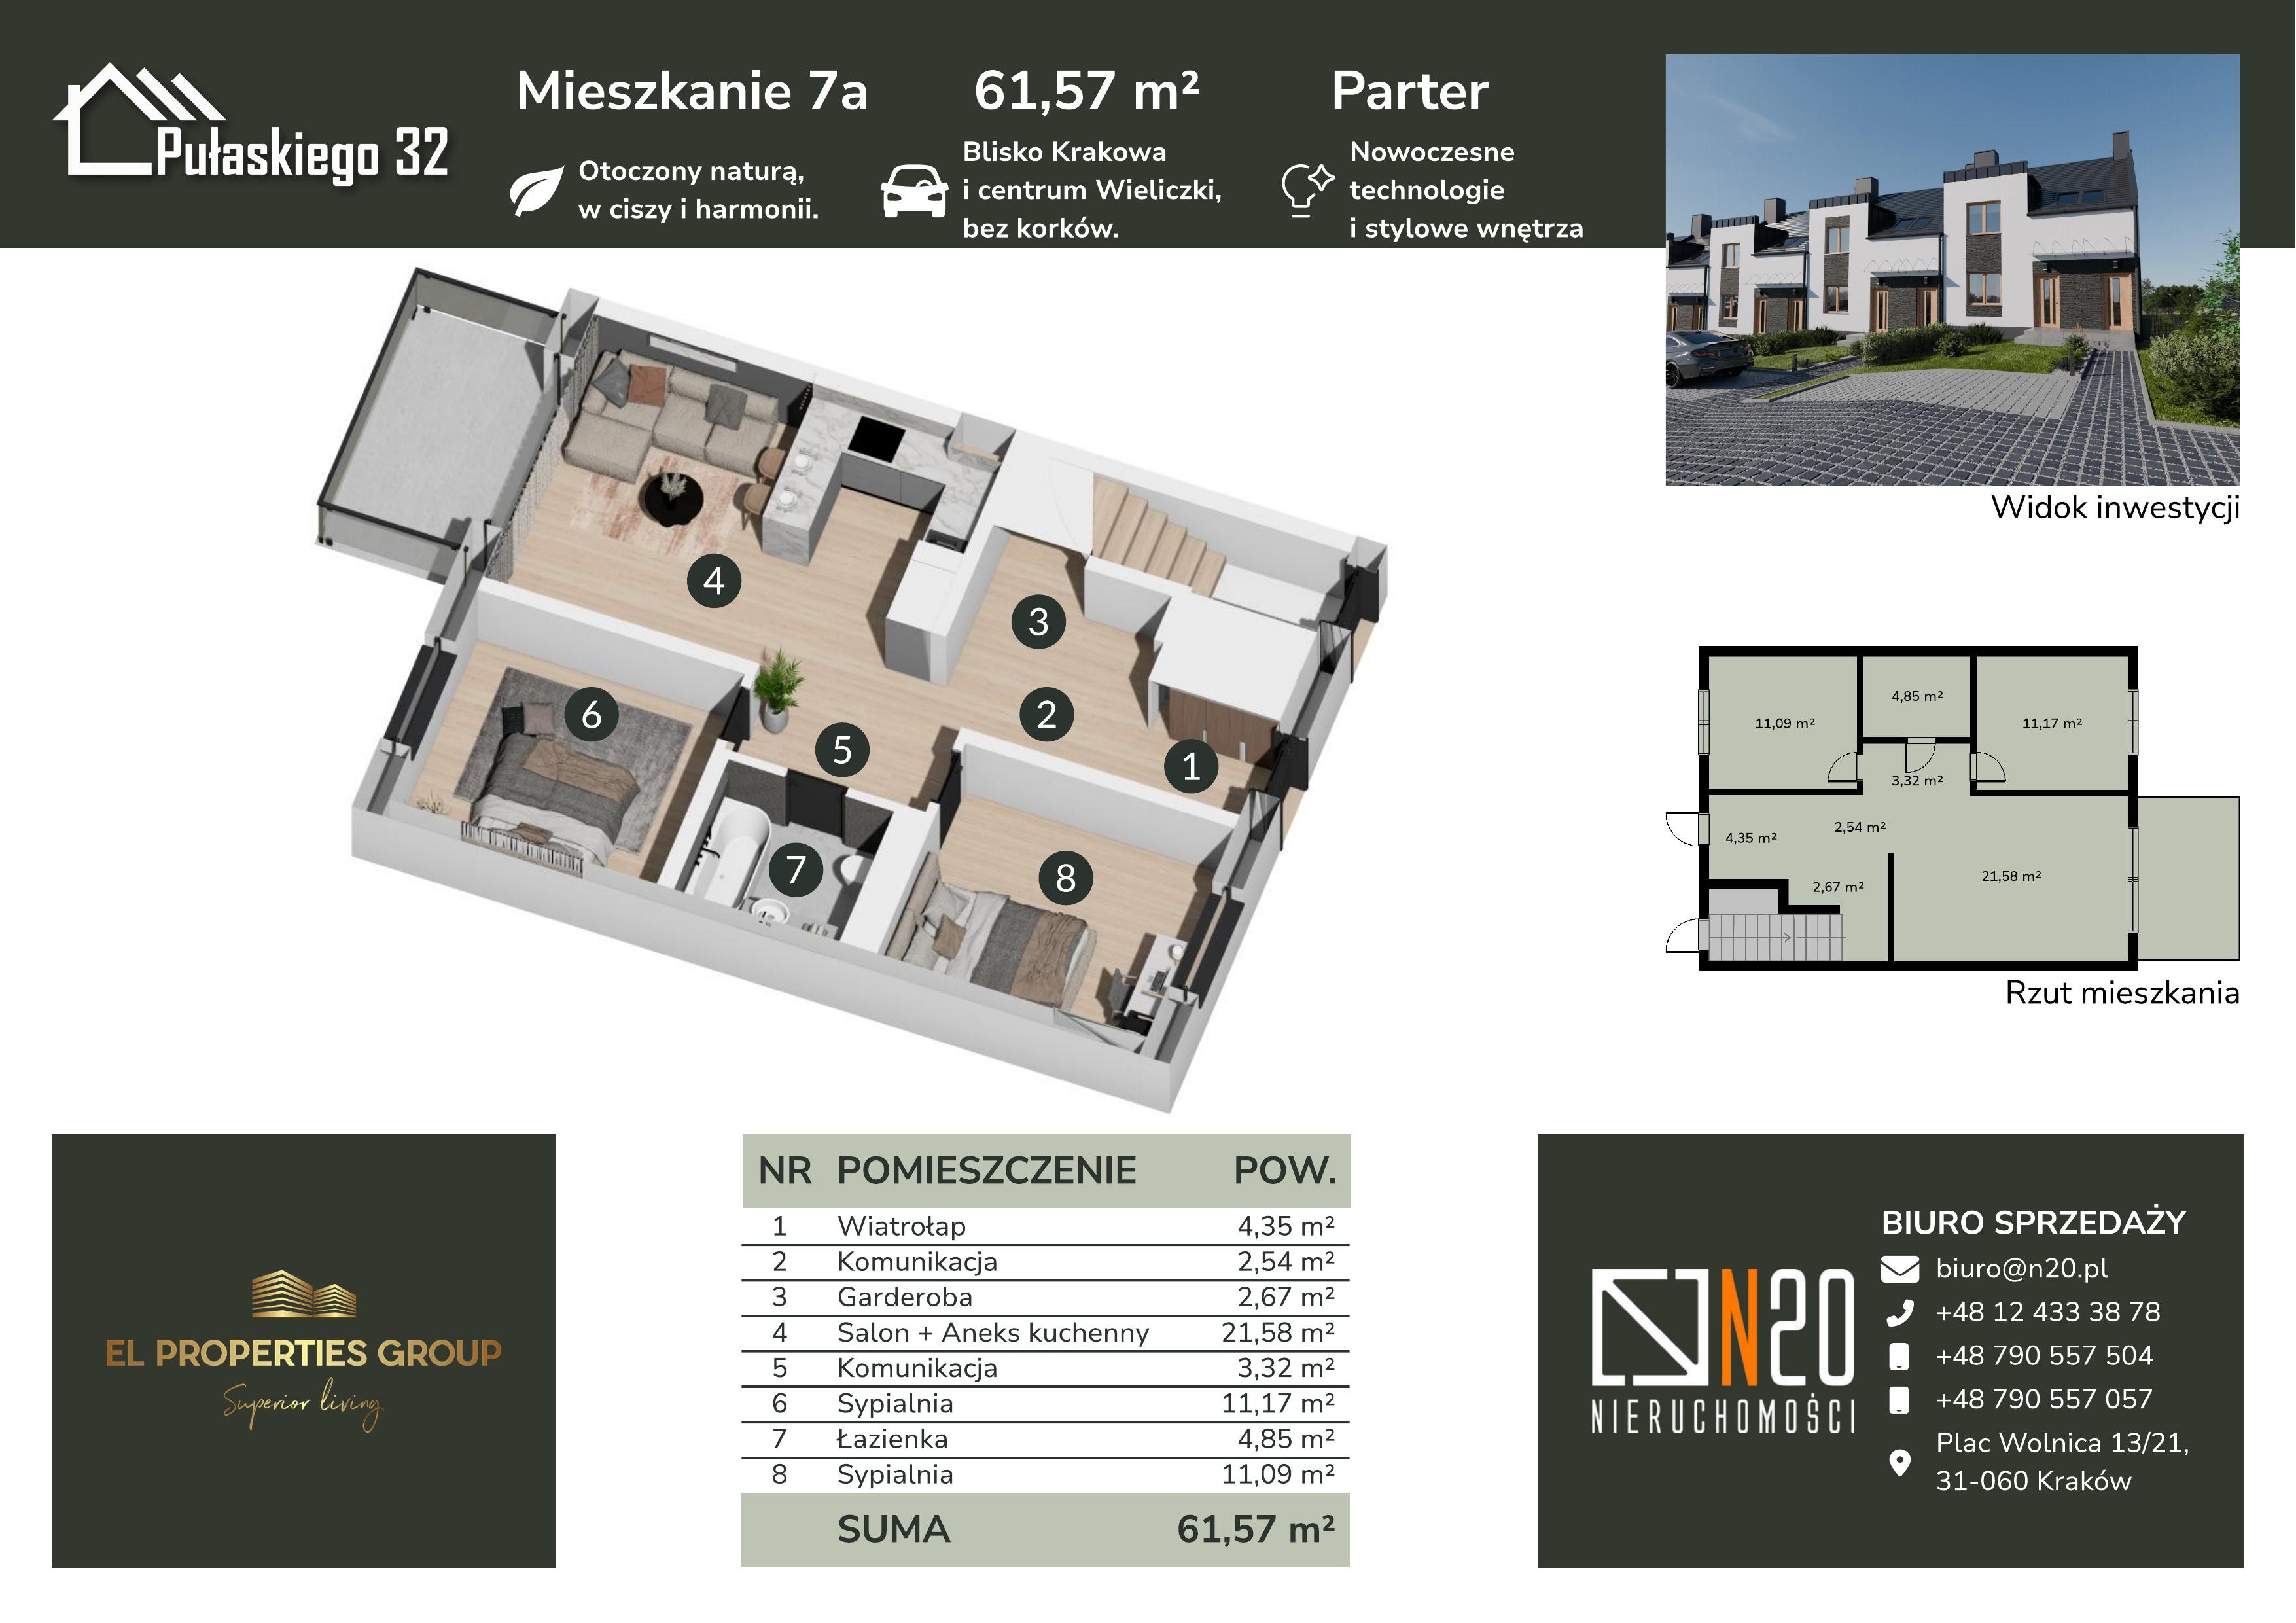 Pułaskiego 32
Mieszkanie 7a
61,57 m²
Parter
Otoczony naturą,
w ciszy i harmonii.
Blisko Krakowa
i centrum Wieliczki,
bez korków.
Nowoczesne
technologie
i stylowe wnętrza
Widok inwestycji
4
3
6
2
5
1
7
8
4,85 m²
11,09 m²
11,17 m²
3,32 m²
2,54 m²
4,35 m²
21,58 m²
2,67 m²
Rzut mieszkania
EL PROPERTIES GROUP
Superior living
NR POMIESZCZENIE POW.
1 Wiatrołap 4,35 m²
2 Komunikacja 2,54 m²
3 Garderoba 2,67 m²
4 Salon + Aneks kuchenny 21,58 m²
5 Komunikacja 3,32 m²
6 Sypialnia 11,17 m²
7 Łazienka 4,85 m²
8 Sypialnia 11,09 m²
SUMA 61,57 m²
N20
NIERUCHOMOŚCI
BIURO SPRZEDAŻY
biuro@n20.pl
+48 12 433 38 78
+48 790 557 504
+48 790 557 057
Plac Wolnica 13/21,
31-060 Kraków